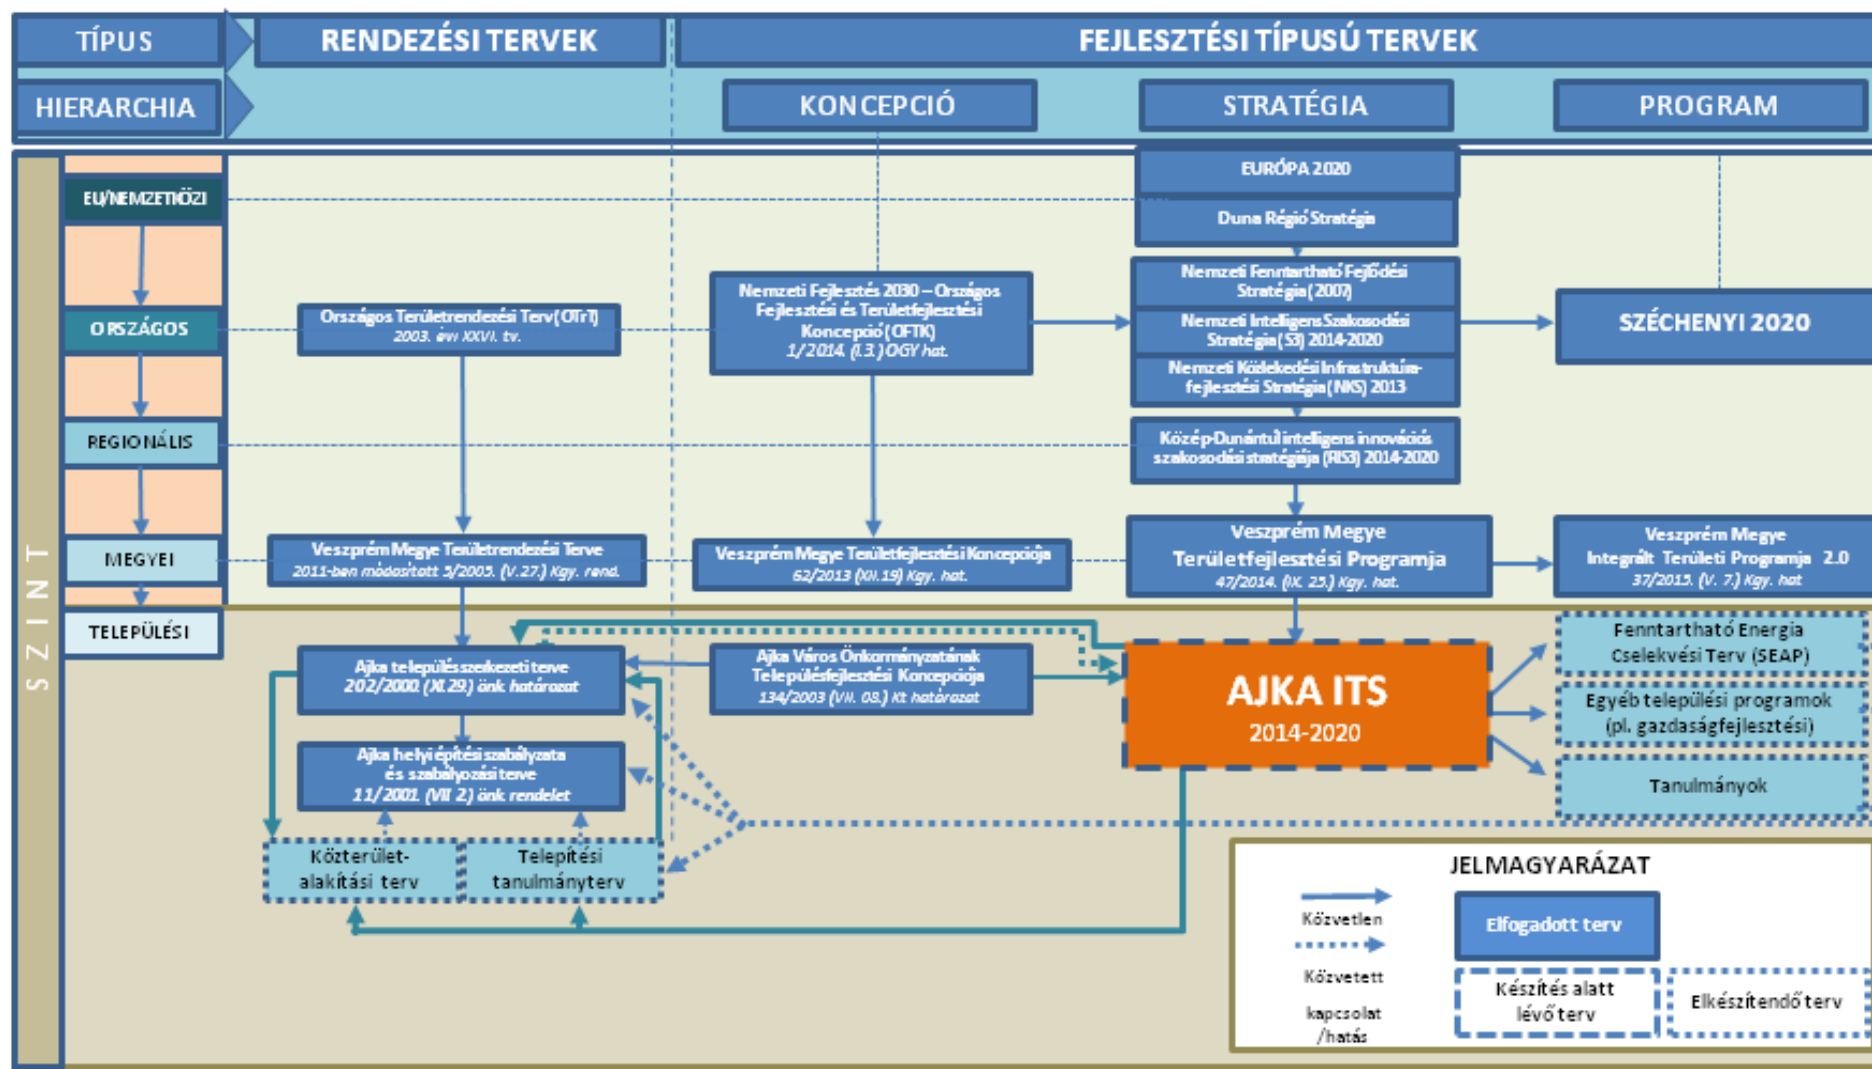 TÍPUS
RENDEZÉSI TERVEK
FEJLESZTÉSI TÍPUSÚ TERVEK
HIERARCHIA
KONCEPCIÓ
STRATÉGIA
PROGRAM
SZINT
EU/NEMZETKÖZI
EURÓPA 2020
Duna Régió Stratégia
ORSZÁGOS
Országos Területrendezési Terv (OTrT)
2003. évi XXVI. tv.
Nemzeti Fejlesztés 2030 – Országos
Fejlesztési és Területfejlesztési
Koncepció (OFTK)
1/2014. (I.3.) OGY hat.
Nemzeti Fenntartható Fejlődési
Stratégia (2007)
Nemzeti Intelligens Szakosodási
Stratégia (S3) 2014-2020
Nemzeti Közlekedési Infrastruktúra-
fejlesztési Stratégia (NKS) 2013
SZÉCHENYI 2020
REGIONÁLIS
Közép-Dunántúl intelligens innovációs
szakosodási stratégiája (RIS3) 2014-2020
MEGYEI
Veszprém Megye Területrendezési Terve
2011-ben módosított 5/2005. (V.27.) Kgy. rend.
Veszprém Megye Területfejlesztési Koncepciója
62/2013 (XII.19) Kgy. hat.
Veszprém Megye
Területfejlesztési Programja
47/2014. (IX. 25.) Kgy. hat.
Veszprém Megye
Integrált Területi Programja 2.0
37/2015. (V. 7.) Kgy. hat
TELEPÜLÉSI
Ajka településszerkezeti terve
202/2000. (XI.29.) önk. határozat
Ajka Város Önkormányzatának
Településfejlesztési Koncepciója
134/2003 (VII. 08.) Kt határozat
AJKA ITS
2014-2020
Fenntartható Energia
Cselekvési Terv (SEAP)
Egyéb települési programok
(pl. gazdaságfejlesztési)
Tanulmányok
Ajka helyi építési szabályzata
és szabályozási terve
11/2001. (VII 2.) önk. rendelet
Közterület-
alakítási terv
Telepítési
tanulmányterv
JELMAGYARÁZAT
Közvetlen
Közvetett
kapcsolat
/hatás
Elfogadott terv
Készítés alatt
lévő terv
Elkészítendő terv